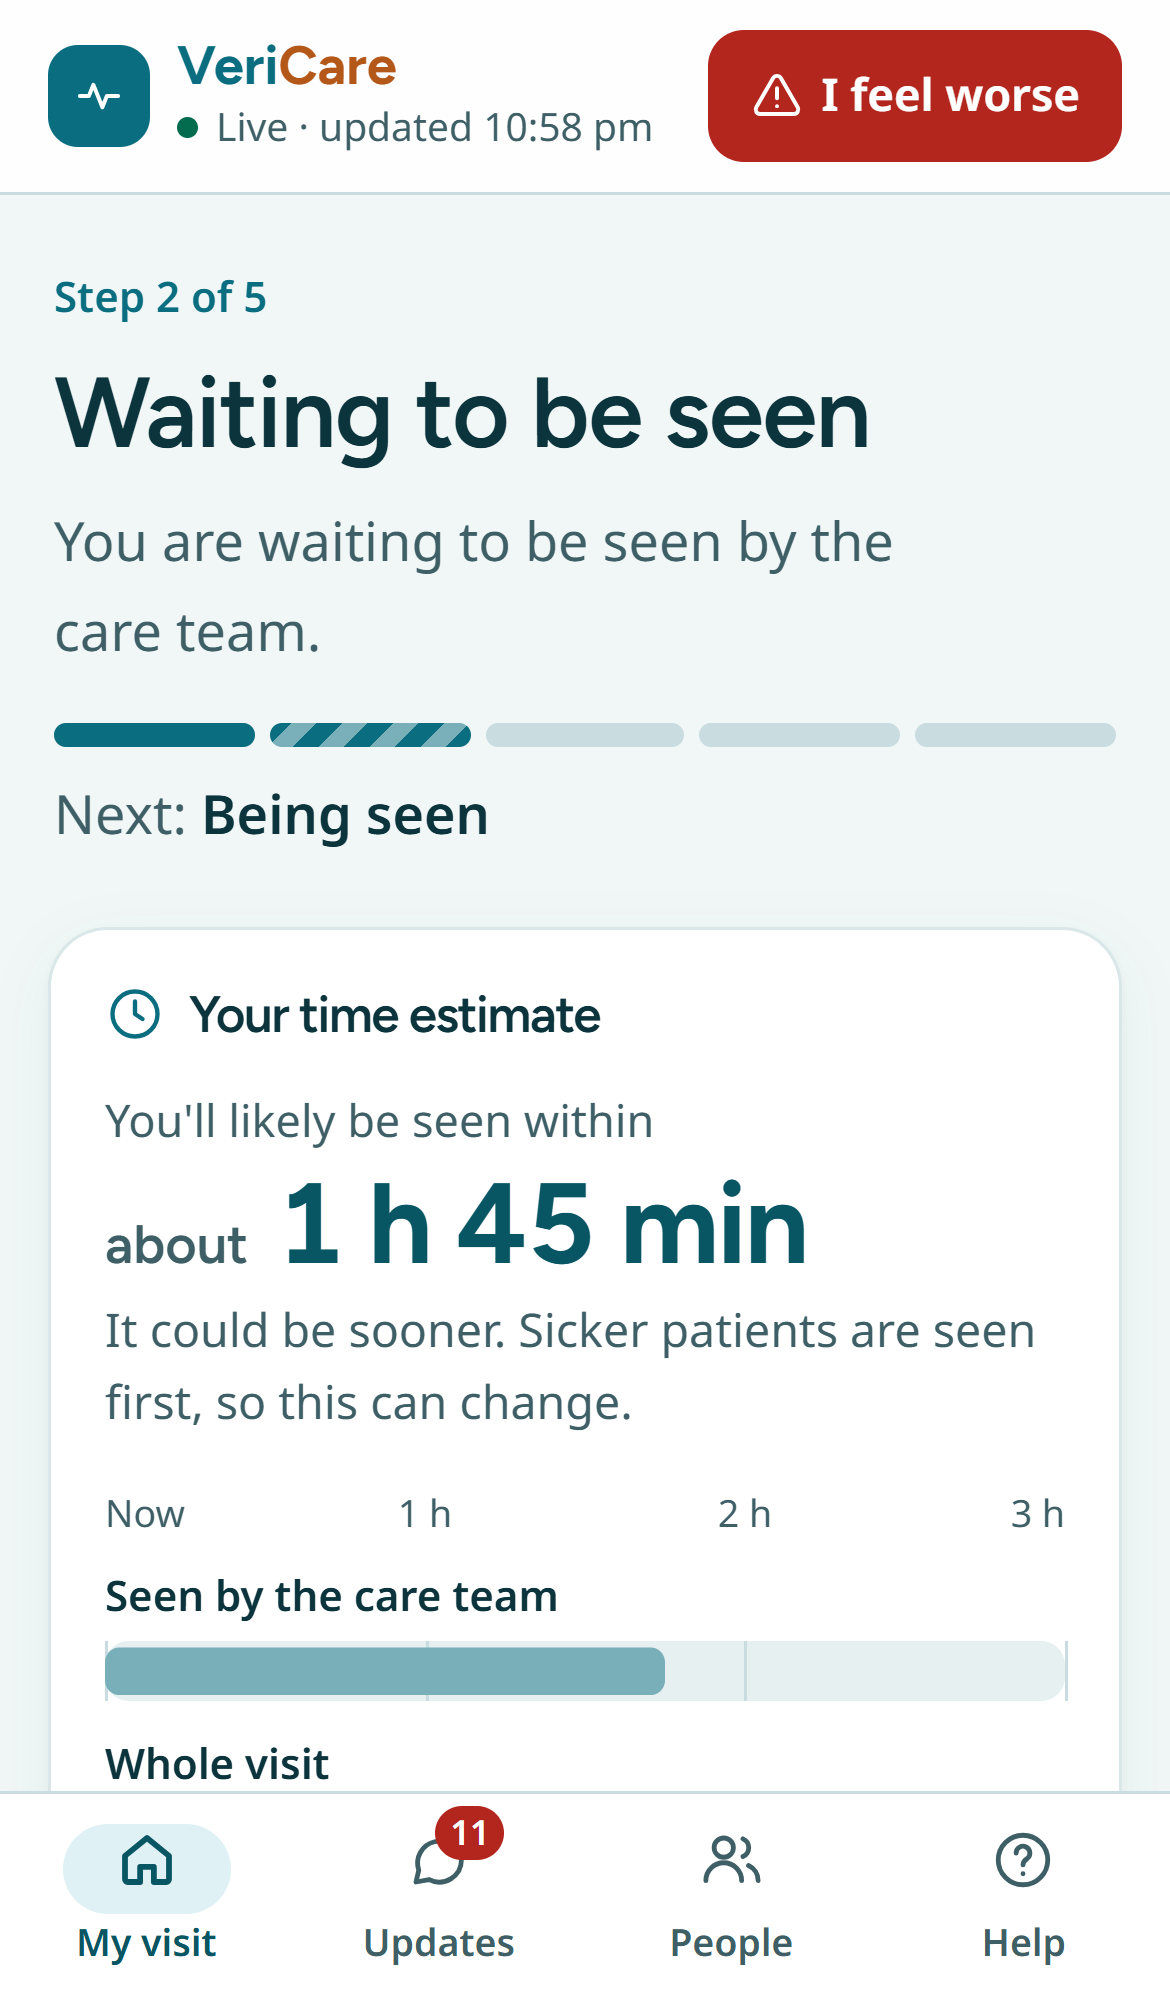 VeriCare
Live · updated 10:58 pm
I feel worse
Step 2 of 5
Waiting to be seen
You are waiting to be seen by the
care team.
Next: Being seen
Your time estimate
You'll likely be seen within
about 1 h 45 min
It could be sooner. Sicker patients are seen
first, so this can change.
Now 1 h 2 h 3 h
Seen by the care team
Whole visit
11
My visit Updates People Help